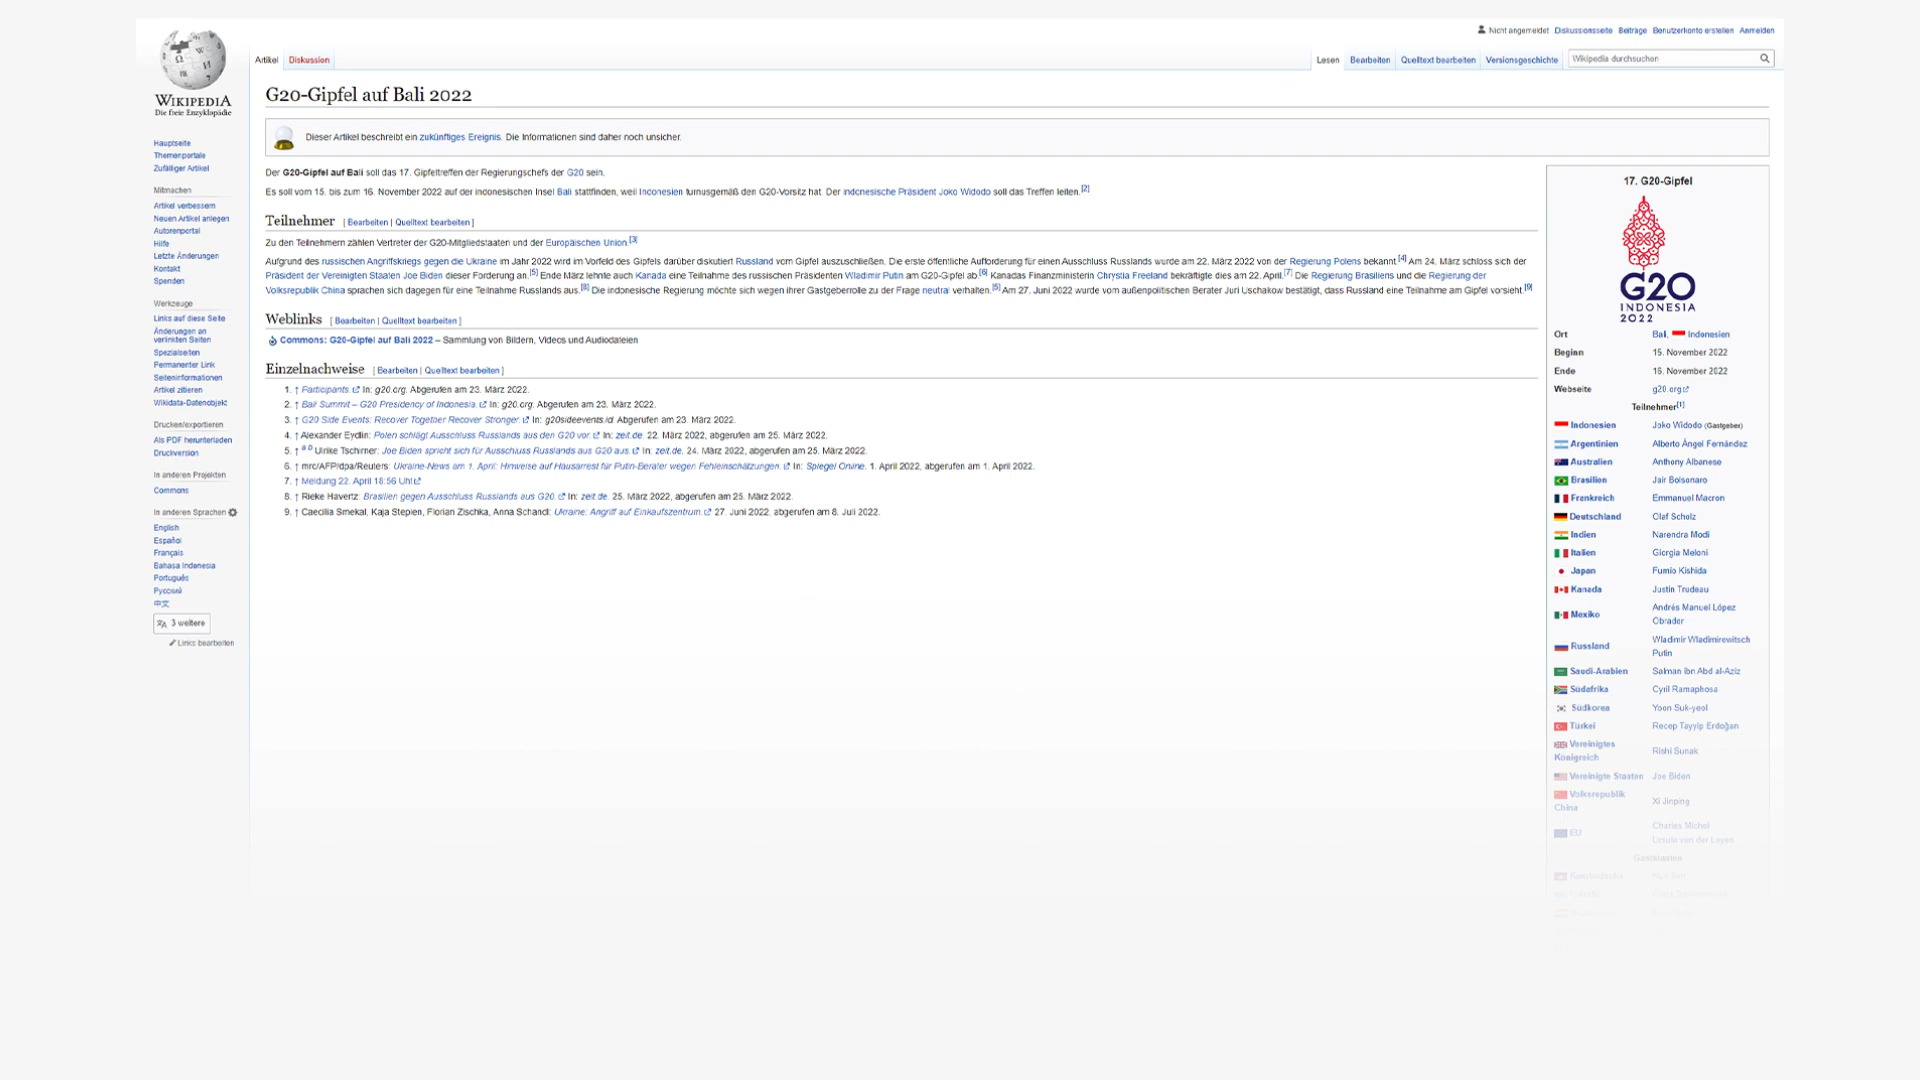 WIKIPEDIA
Die freie Enzyklopädie
Nicht angemeldet Diskussionsseite Beiträge Benutzerkonto erstellen Anmelden
Artikel Diskussion
Lesen Bearbeiten Quelltext bearbeiten Versionsgeschichte
Wikipedia durchsuchen
Hauptseite
Themenportale
Zufälliger Artikel
Mitmachen
Artikel verbessern
Neuen Artikel anlegen
Autorenportal
Hilfe
Letzte Änderungen
Kontakt
Spenden
Werkzeuge
Links auf diese Seite
Änderungen an
verlinkten Seiten
Spezialseiten
Permanenter Link
Seiteninformationen
Artikel zitieren
Wikidata-Datenobjekt
Drucken/exportieren
Als PDF herunterladen
Druckversion
In anderen Projekten
Commons
In anderen Sprachen
English
Español
Français
Bahasa Indonesia
Português
Русский
中文
3 weitere
Links bearbeiten
G20-Gipfel auf Bali 2022
Dieser Artikel beschreibt ein zukünftiges Ereignis. Die Informationen sind daher noch unsicher.
Der G20-Gipfel auf Bali soll das 17. Gipfeltreffen der Regierungschefs der G20 sein.
Es soll vom 15. bis zum 16. November 2022 auf der indonesischen Insel Bali stattfinden, weil Indonesien turnusgemäß den G20-Vorsitz hat. Der indonesische Präsident Joko Widodo soll das Treffen leiten.[2]
Teilnehmer [ Bearbeiten | Quelltext bearbeiten ]
Zu den Teilnehmern zählen Vertreter der G20-Mitgliedstaaten und der Europäischen Union.[3]
Aufgrund des russischen Angriffskriegs gegen die Ukraine im Jahr 2022 wird im Vorfeld des Gipfels darüber diskutiert Russland vom Gipfel auszuschließen. Die erste öffentliche Aufforderung für einen Ausschluss Russlands wurde am 22. März 2022 von der Regierung Polens bekannt.[4] Am 24. März schloss sich der
Präsident der Vereinigten Staaten Joe Biden dieser Forderung an.[5] Ende März lehnte auch Kanada eine Teilnahme des russischen Präsidenten Wladimir Putin am G20-Gipfel ab.[6] Kanadas Finanzministerin Chrystia Freeland bekräftigte dies am 22. April.[7] Die Regierung Brasiliens und die Regierung der
Volksrepublik China sprachen sich dagegen für eine Teilnahme Russlands aus.[8] Die indonesische Regierung möchte sich wegen ihrer Gastgeberrolle zu der Frage neutral verhalten.[5] Am 27. Juni 2022 wurde vom außenpolitischen Berater Juri Uschakow bestätigt, dass Russland eine Teilnahme am Gipfel vorsieht.[9]
Weblinks [ Bearbeiten | Quelltext bearbeiten ]
Commons: G20-Gipfel auf Bali 2022 – Sammlung von Bildern, Videos und Audiodateien
Einzelnachweise [ Bearbeiten | Quelltext bearbeiten ]
1. ↑ Participants. In: g20.org. Abgerufen am 23. März 2022.
2. ↑ Bali Summit – G20 Presidency of Indonesia. In: g20.org. Abgerufen am 23. März 2022.
3. ↑ G20 Side Events: Recover Together Recover Stronger. In: g20sideevents.id. Abgerufen am 23. März 2022.
4. ↑ Alexander Eydlin: Polen schlägt Ausschluss Russlands aus den G20 vor. In: zeit.de. 22. März 2022, abgerufen am 25. März 2022.
5. ↑ a b Ulrike Tschirner: Joe Biden spricht sich für Ausschluss Russlands aus G20 aus. In: zeit.de. 24. März 2022, abgerufen am 25. März 2022.
6. ↑ mrc/AFP/dpa/Reuters: Ukraine-News am 1. April: Hinweise auf Hausarrest für Putin-Berater wegen Fehleinschätzungen. In: Spiegel Online. 1. April 2022, abgerufen am 1. April 2022.
7. ↑ Meldung 22. April 18:56 Uhr
8. ↑ Rieke Havertz: Brasilien gegen Ausschluss Russlands aus G20. In: zeit.de. 25. März 2022, abgerufen am 25. März 2022.
9. ↑ Caecilia Smekal, Kaja Stepien, Florian Zischka, Anna Schandl: Ukraine: Angriff auf Einkaufszentrum. 27. Juni 2022, abgerufen am 8. Juli 2022.
17. G20-Gipfel
G20
INDONESIA
2022
Ort Bali, Indonesien
Beginn 15. November 2022
Ende 16. November 2022
Webseite g20.org
Teilnehmer[1]
Indonesien Joko Widodo (Gastgeber)
Argentinien Alberto Ángel Fernández
Australien Anthony Albanese
Brasilien Jair Bolsonaro
Frankreich Emmanuel Macron
Deutschland Olaf Scholz
Indien Narendra Modi
Italien Giorgia Meloni
Japan Fumio Kishida
Kanada Justin Trudeau
Mexiko Andrés Manuel López
Obrador
Russland Wladimir Wladimirowitsch
Putin
Saudi-Arabien Salman ibn Abd al-Aziz
Südafrika Cyril Ramaphosa
Südkorea Yoon Suk-yeol
Türkei Recep Tayyip Erdoğan
Vereinigtes
Königreich Rishi Sunak
Vereinigte Staaten Joe Biden
Volksrepublik
China Xi Jinping
EU Charles Michel
Ursula von der Leyen
Gaststaaten
Kambodscha Hun Sen